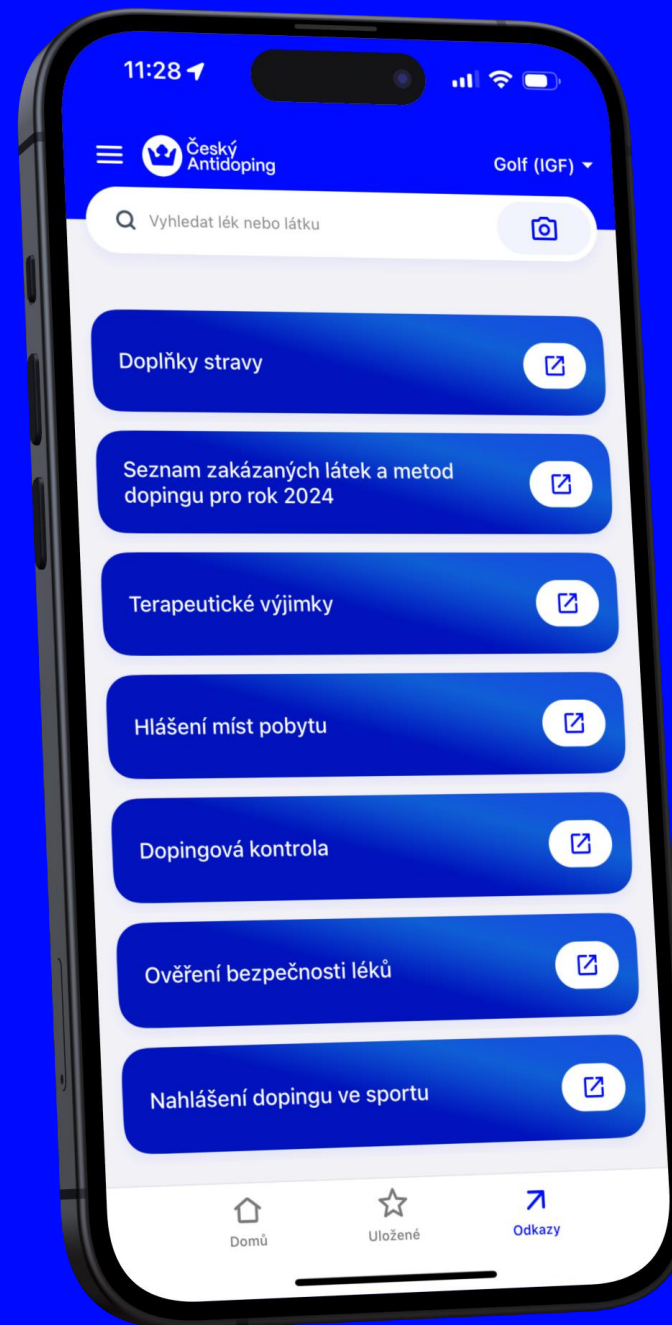 11:28
Český
Antidoping
Golf (IGF)
Vyhledat lék nebo látku
Doplňky stravy
Seznam zakázaných látek a metod
dopingu pro rok 2024
Terapeutické výjimky
Hlášení míst pobytu
Dopingová kontrola
Ověření bezpečnosti léků
Nahlášení dopingu ve sportu
Domů
Uložené
Odkazy